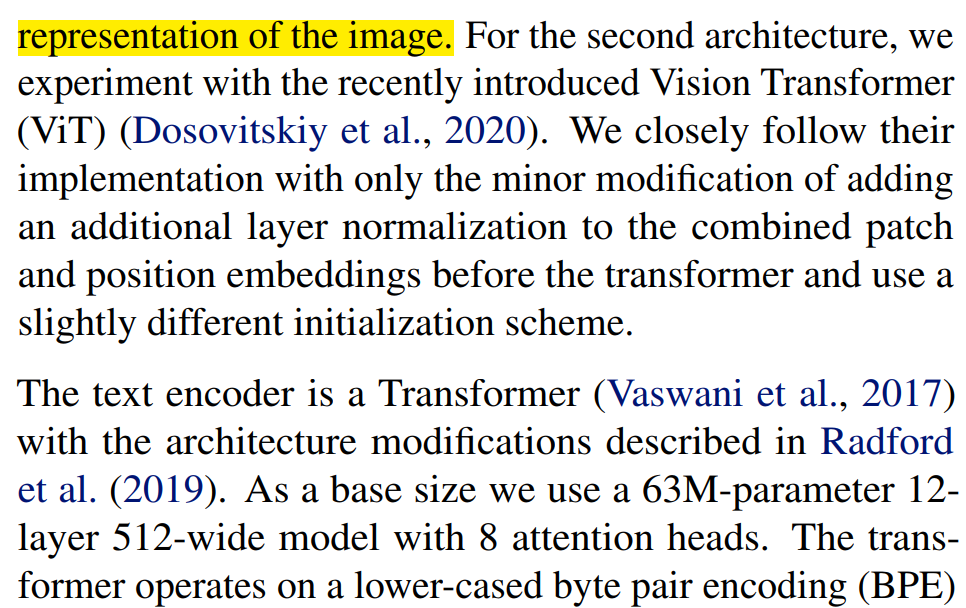 representation of the image. For the second architecture, we
experiment with the recently introduced Vision Transformer
(ViT) (Dosovitskiy et al., 2020). We closely follow their
implementation with only the minor modification of adding
an additional layer normalization to the combined patch
and position embeddings before the transformer and use a
slightly different initialization scheme.
The text encoder is a Transformer (Vaswani et al., 2017)
with the architecture modifications described in Radford
et al. (2019). As a base size we use a 63M-parameter 12-
layer 512-wide model with 8 attention heads. The trans-
former operates on a lower-cased byte pair encoding (BPE)